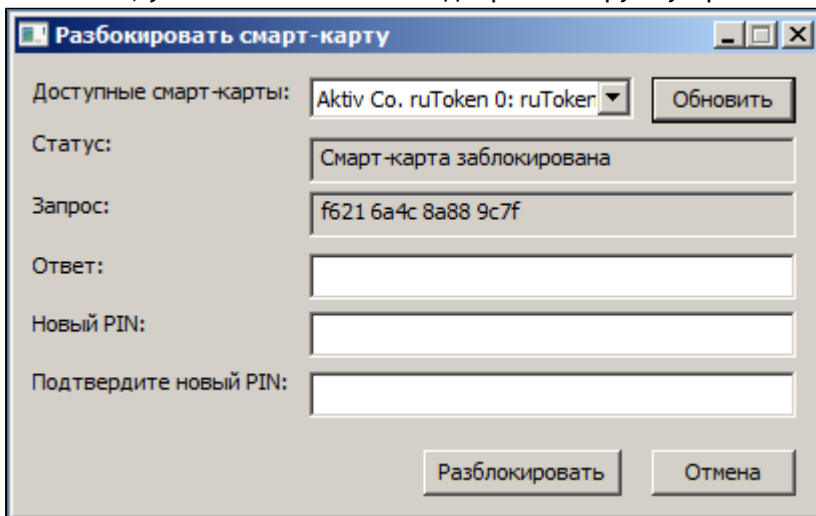 Разбокировать смарт-карту
Доступные смарт-карты: Aktiv Co. ruToken 0: ruToken Обновить
Статус: Смарт-карта заблокирована
Запрос: f621 6a4c 8a88 9c7f
Ответ:
Новый PIN:
Подтвердите новый PIN:
Разблокировать Отмена